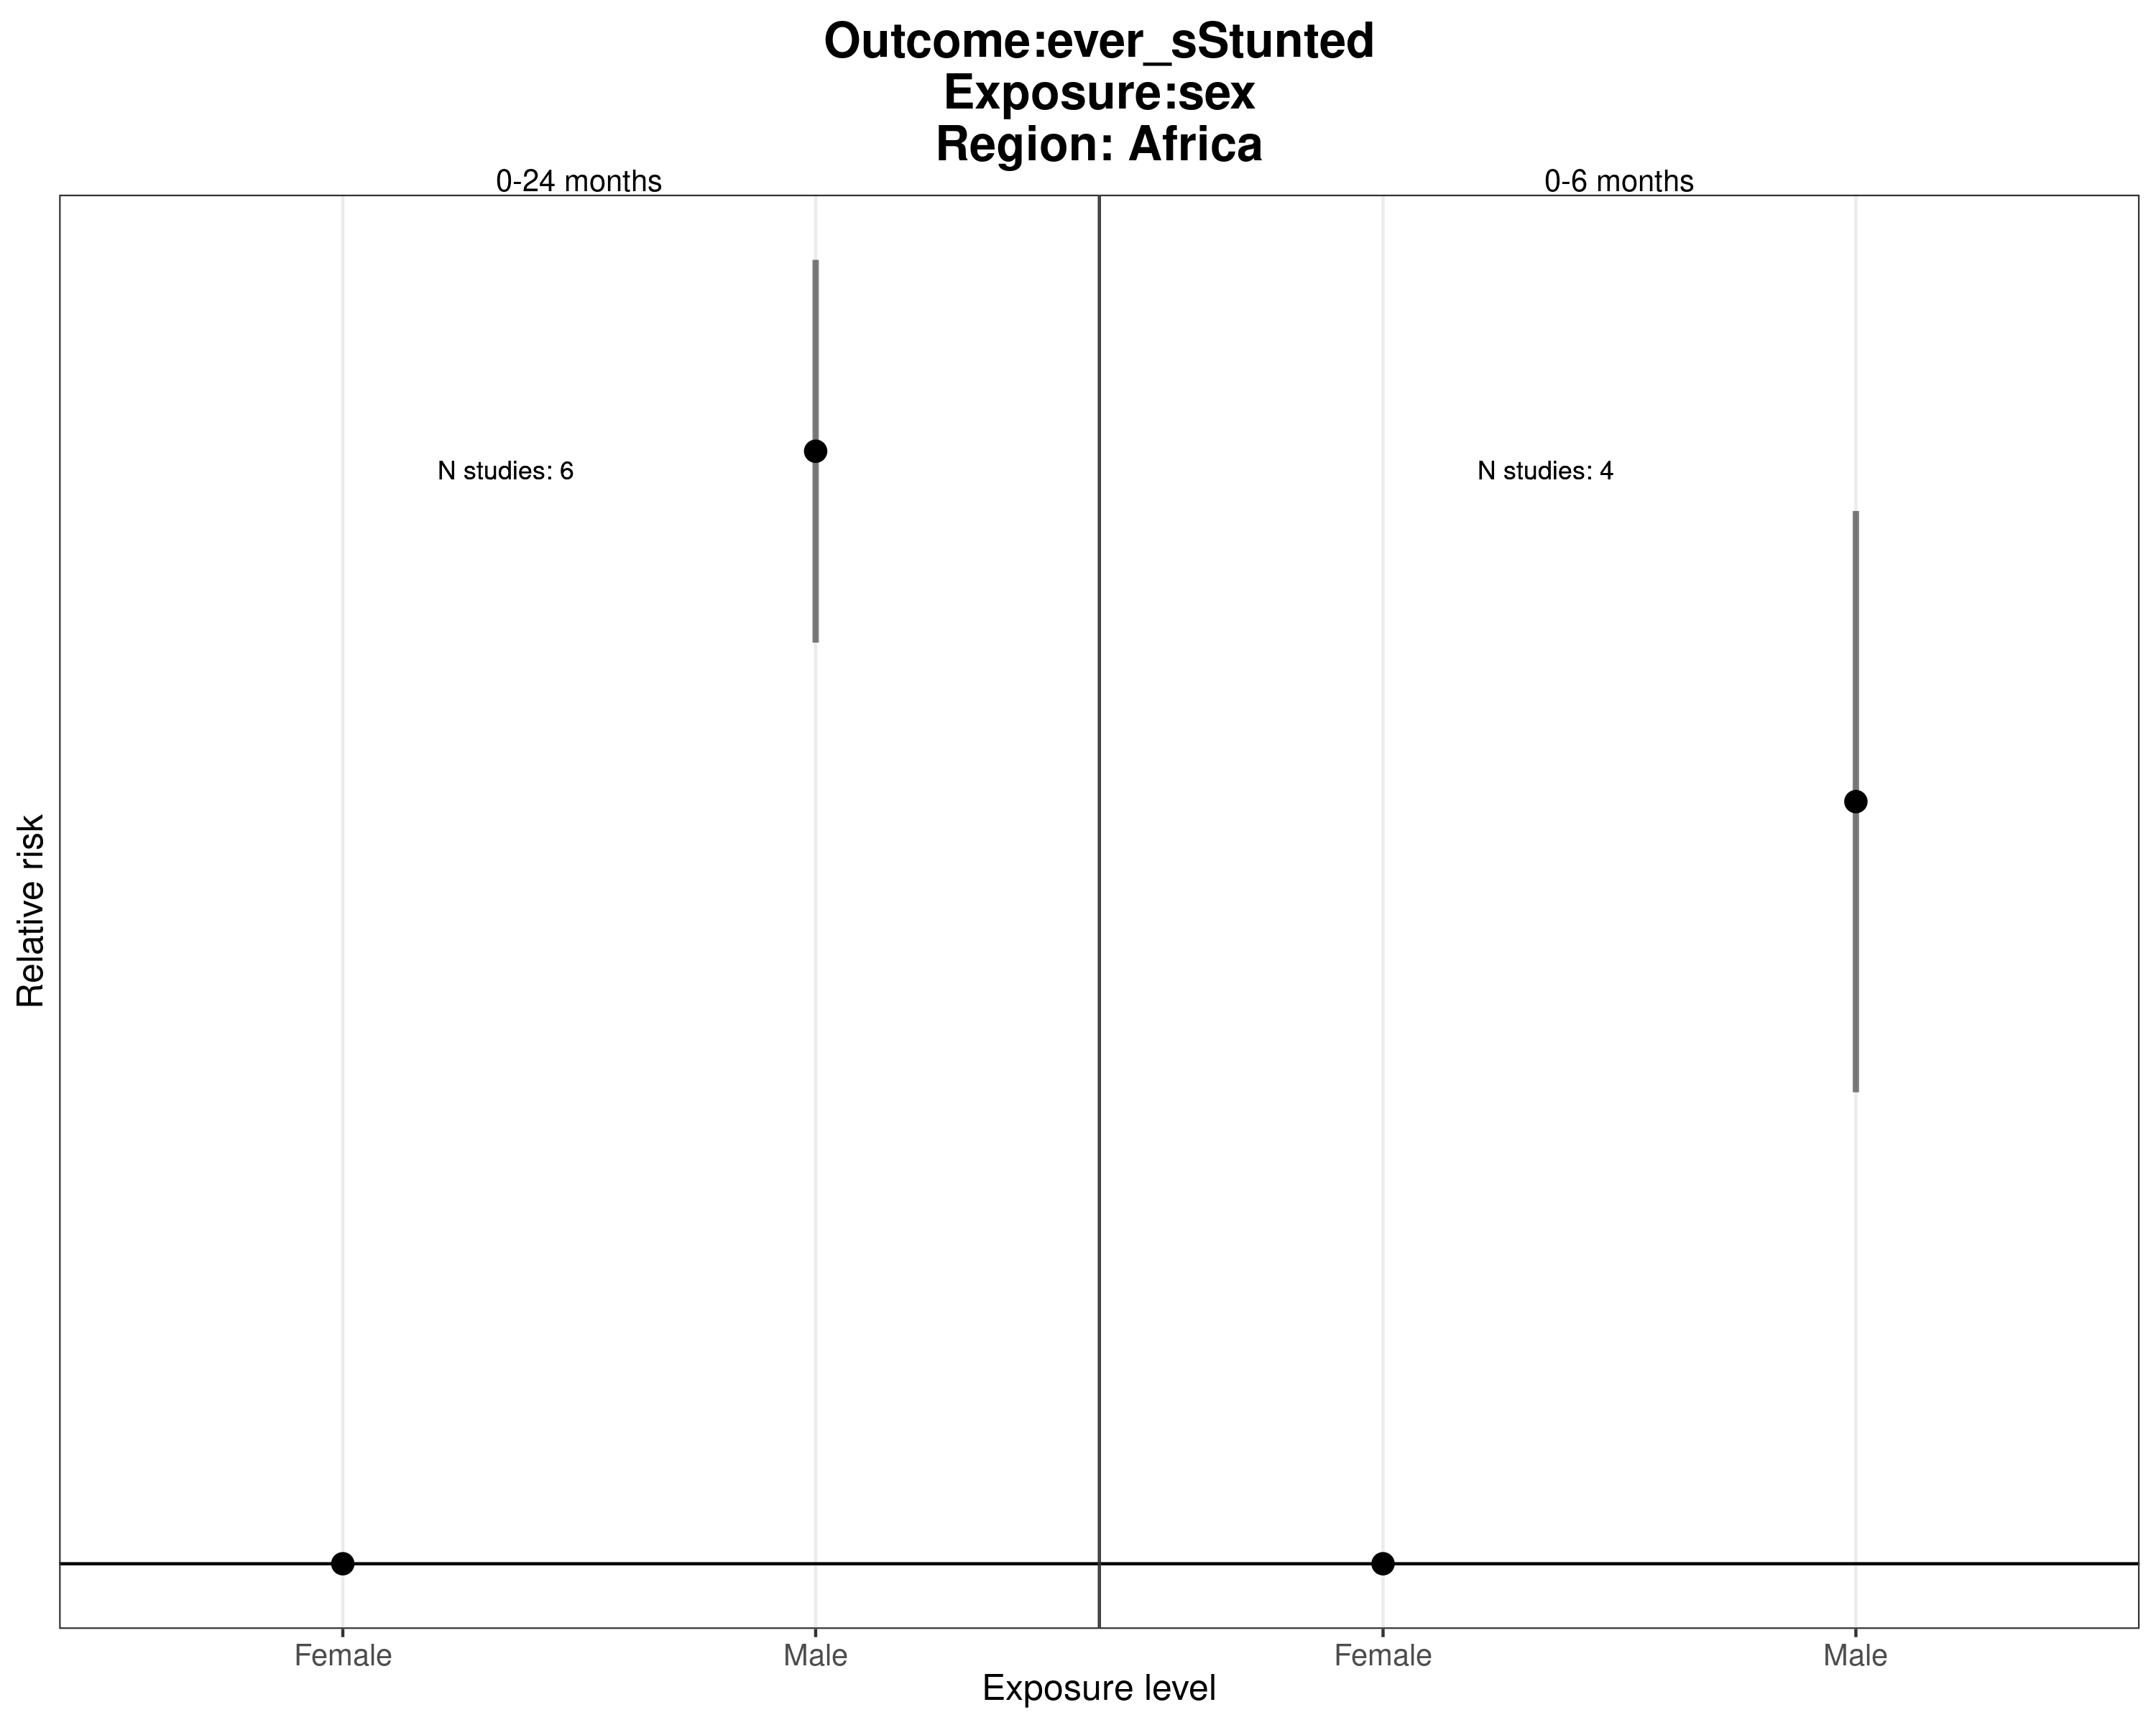 Outcome:ever_sStunted
Exposure:sex
Region: Africa
0-24 months
0-6 months
N studies: 6
N studies: 4
Relative risk
Female
Male
Female
Male
Exposure level